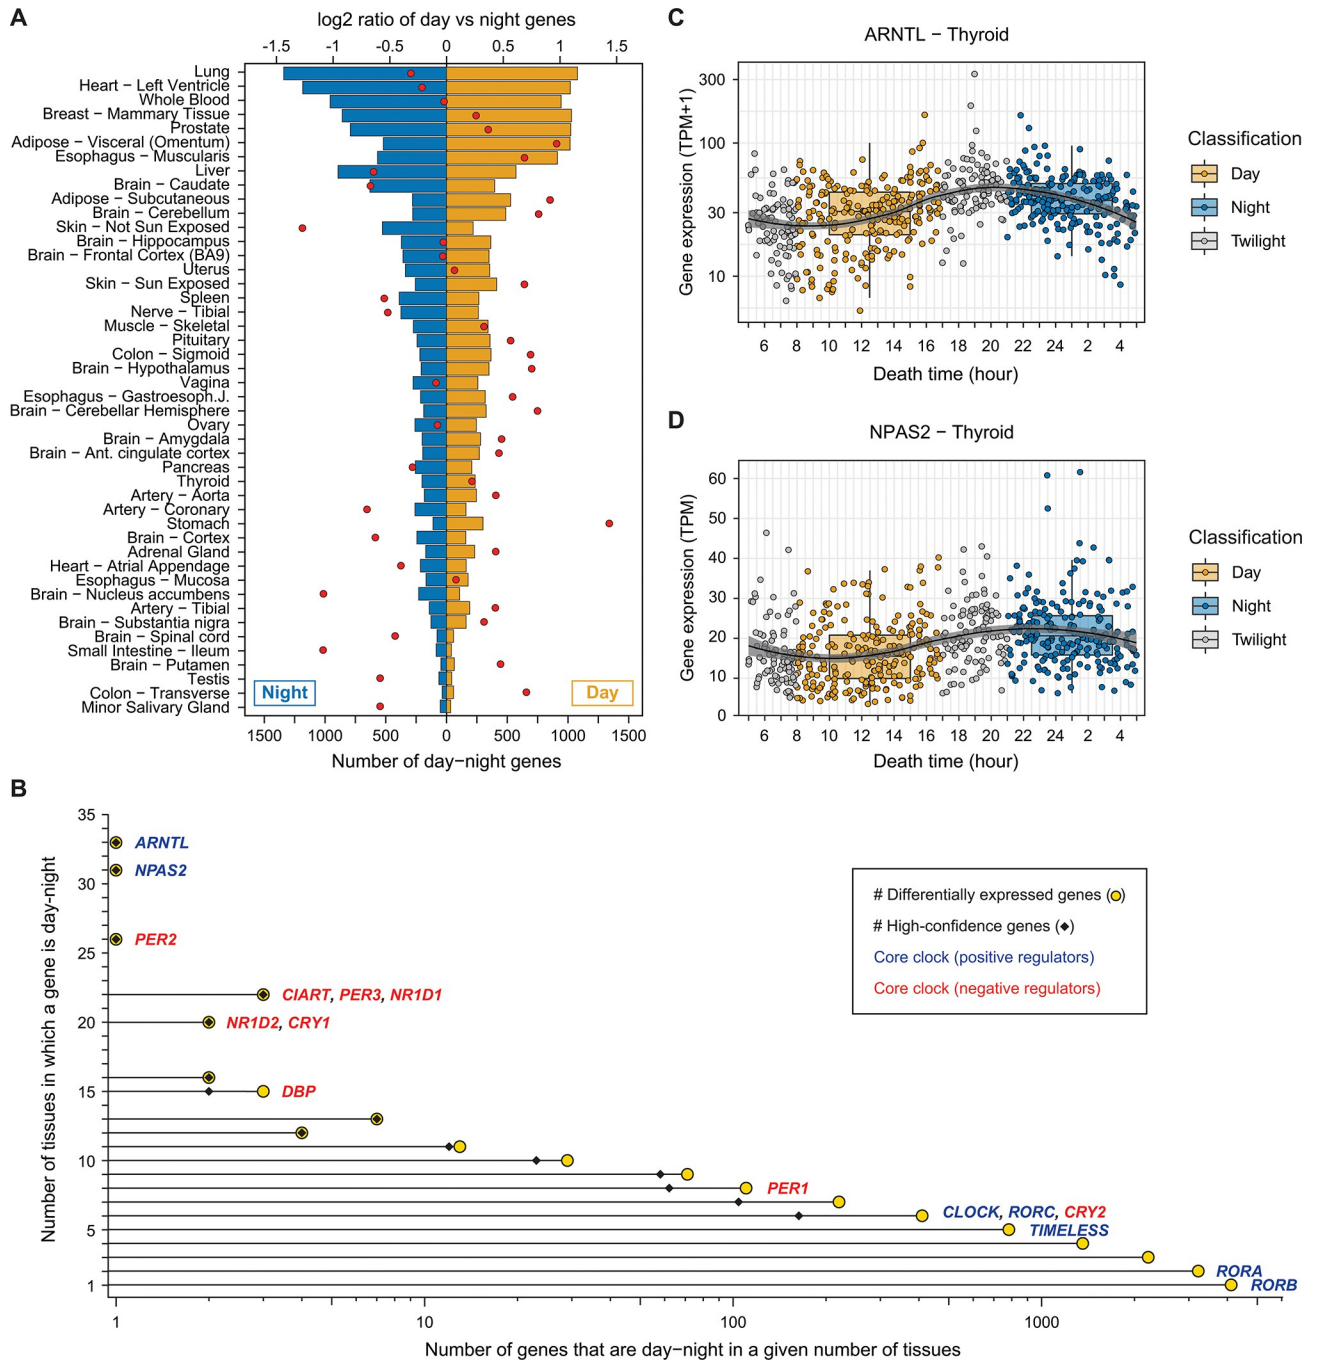 A
log2 ratio of day vs night genes
-1.5 -1 -0.5 0 0.5 1 1.5
Lung
Heart − Left Ventricle
Whole Blood
Breast − Mammary Tissue
Prostate
Adipose − Visceral (Omentum)
Esophagus − Muscularis
Liver
Brain − Caudate
Adipose − Subcutaneous
Brain − Cerebellum
Skin − Not Sun Exposed
Brain − Hippocampus
Brain − Frontal Cortex (BA9)
Uterus
Skin − Sun Exposed
Spleen
Nerve − Tibial
Muscle − Skeletal
Pituitary
Colon − Sigmoid
Brain − Hypothalamus
Vagina
Esophagus − Gastroesoph.J.
Brain − Cerebellar Hemisphere
Ovary
Brain − Amygdala
Brain − Ant. cingulate cortex
Pancreas
Thyroid
Artery − Aorta
Artery − Coronary
Stomach
Brain − Cortex
Adrenal Gland
Heart − Atrial Appendage
Esophagus − Mucosa
Brain − Nucleus accumbens
Artery − Tibial
Brain − Substantia nigra
Brain − Spinal cord
Small Intestine − Ileum
Brain − Putamen
Testis
Colon − Transverse
Minor Salivary Gland
Night
Day
1500 1000 500 0 500 1000 1500
Number of day−night genes
C
ARNTL − Thyroid
Gene expression (TPM+1)
300
100
30
10
6 8 10 12 14 16 18 20 22 24 2 4
Death time (hour)
Classification
Day
Night
Twilight
D
NPAS2 − Thyroid
Gene expression (TPM)
60
50
40
30
20
10
0
6 8 10 12 14 16 18 20 22 24 2 4
Death time (hour)
Classification
Day
Night
Twilight
B
Number of tissues in which a gene is day-night
35
30
25
20
15
10
5
1
ARNTL
NPAS2
PER2
CIART, PER3, NR1D1
NR1D2, CRY1
DBP
PER1
CLOCK, RORC, CRY2
TIMELESS
RORA
RORB
# Differentially expressed genes ( )
# High-confidence genes (◆)
Core clock (positive regulators)
Core clock (negative regulators)
1 10 100 1000
Number of genes that are day−night in a given number of tissues